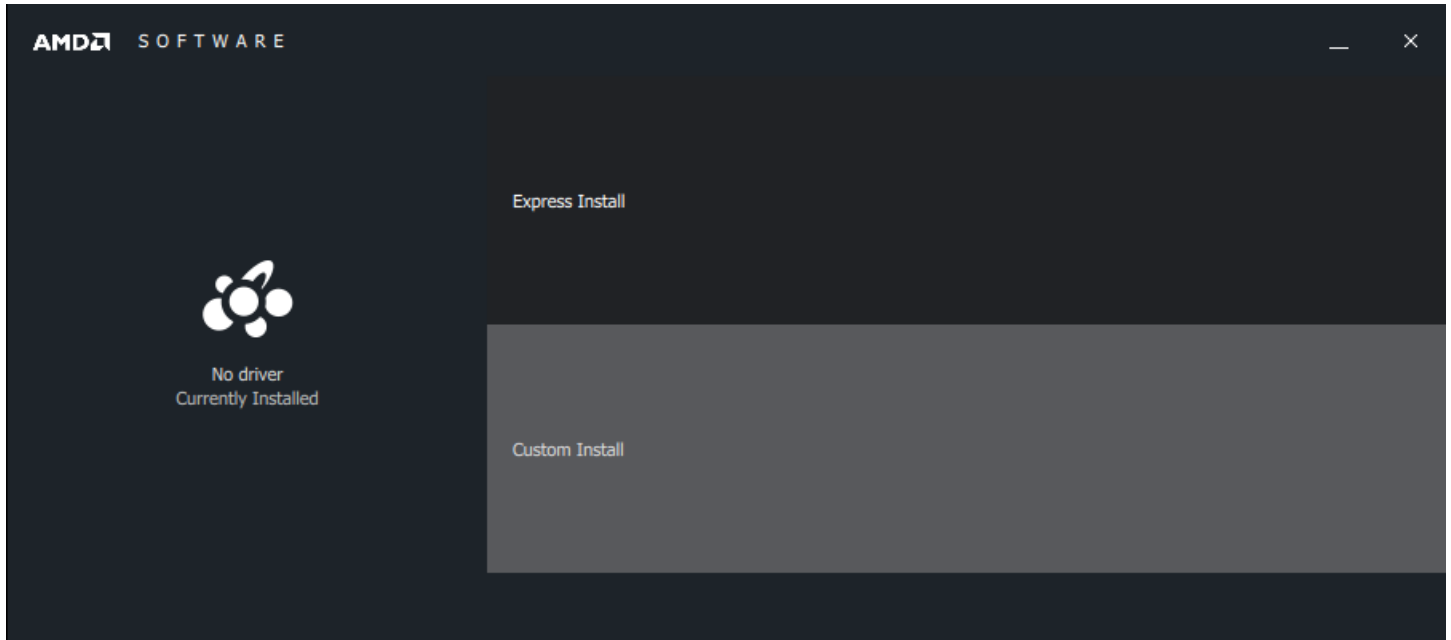 AMD SOFTWARE
Express Install
No driver
Currently Installed
Custom Install